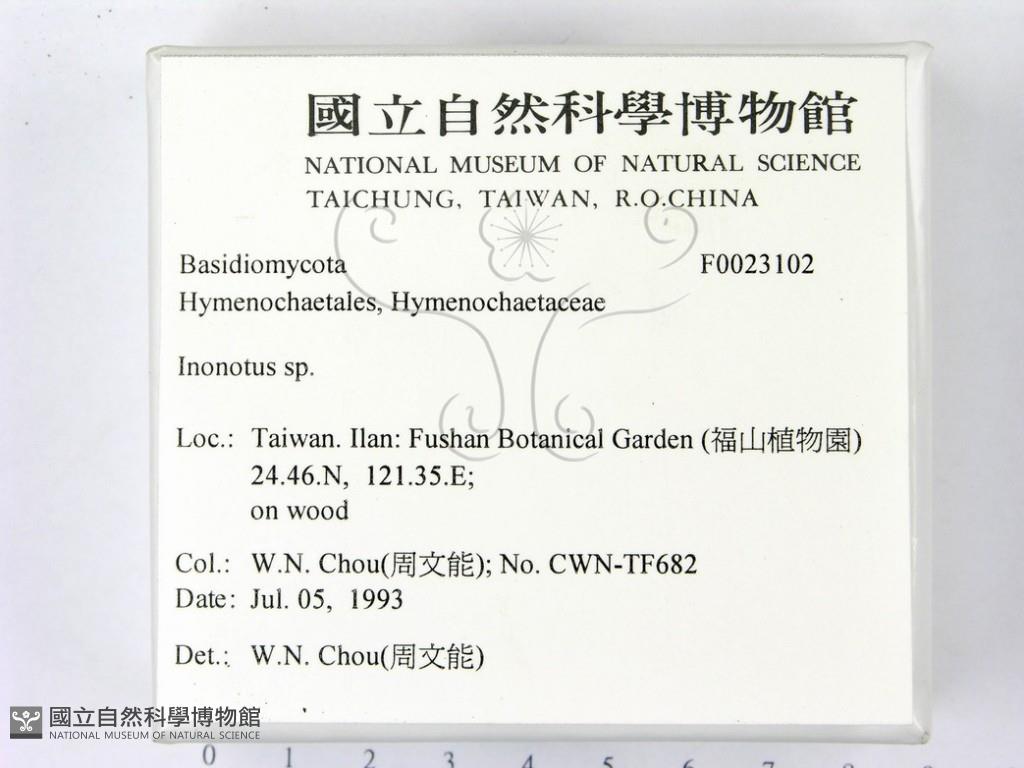 國立自然科學博物館
NATIONAL MUSEUM OF NATURAL SCIENCE
TAICHUNG, TAIWAN, R.O.CHINA
Basidiomycota F0023102
Hymenochaetales, Hymenochaetaceae
Inonotus sp.
Loc.: Taiwan. Ilan: Fushan Botanical Garden (福山植物園)
24.46.N, 121.35.E;
on wood
Col.: W.N. Chou(周文能); No. CWN-TF682
Date: Jul. 05, 1993
Det.: W.N. Chou(周文能)
國立自然科學博物館
NATIONAL MUSEUM OF NATURAL SCIENCE
0 1 2 3 4 5 6 7 8 9